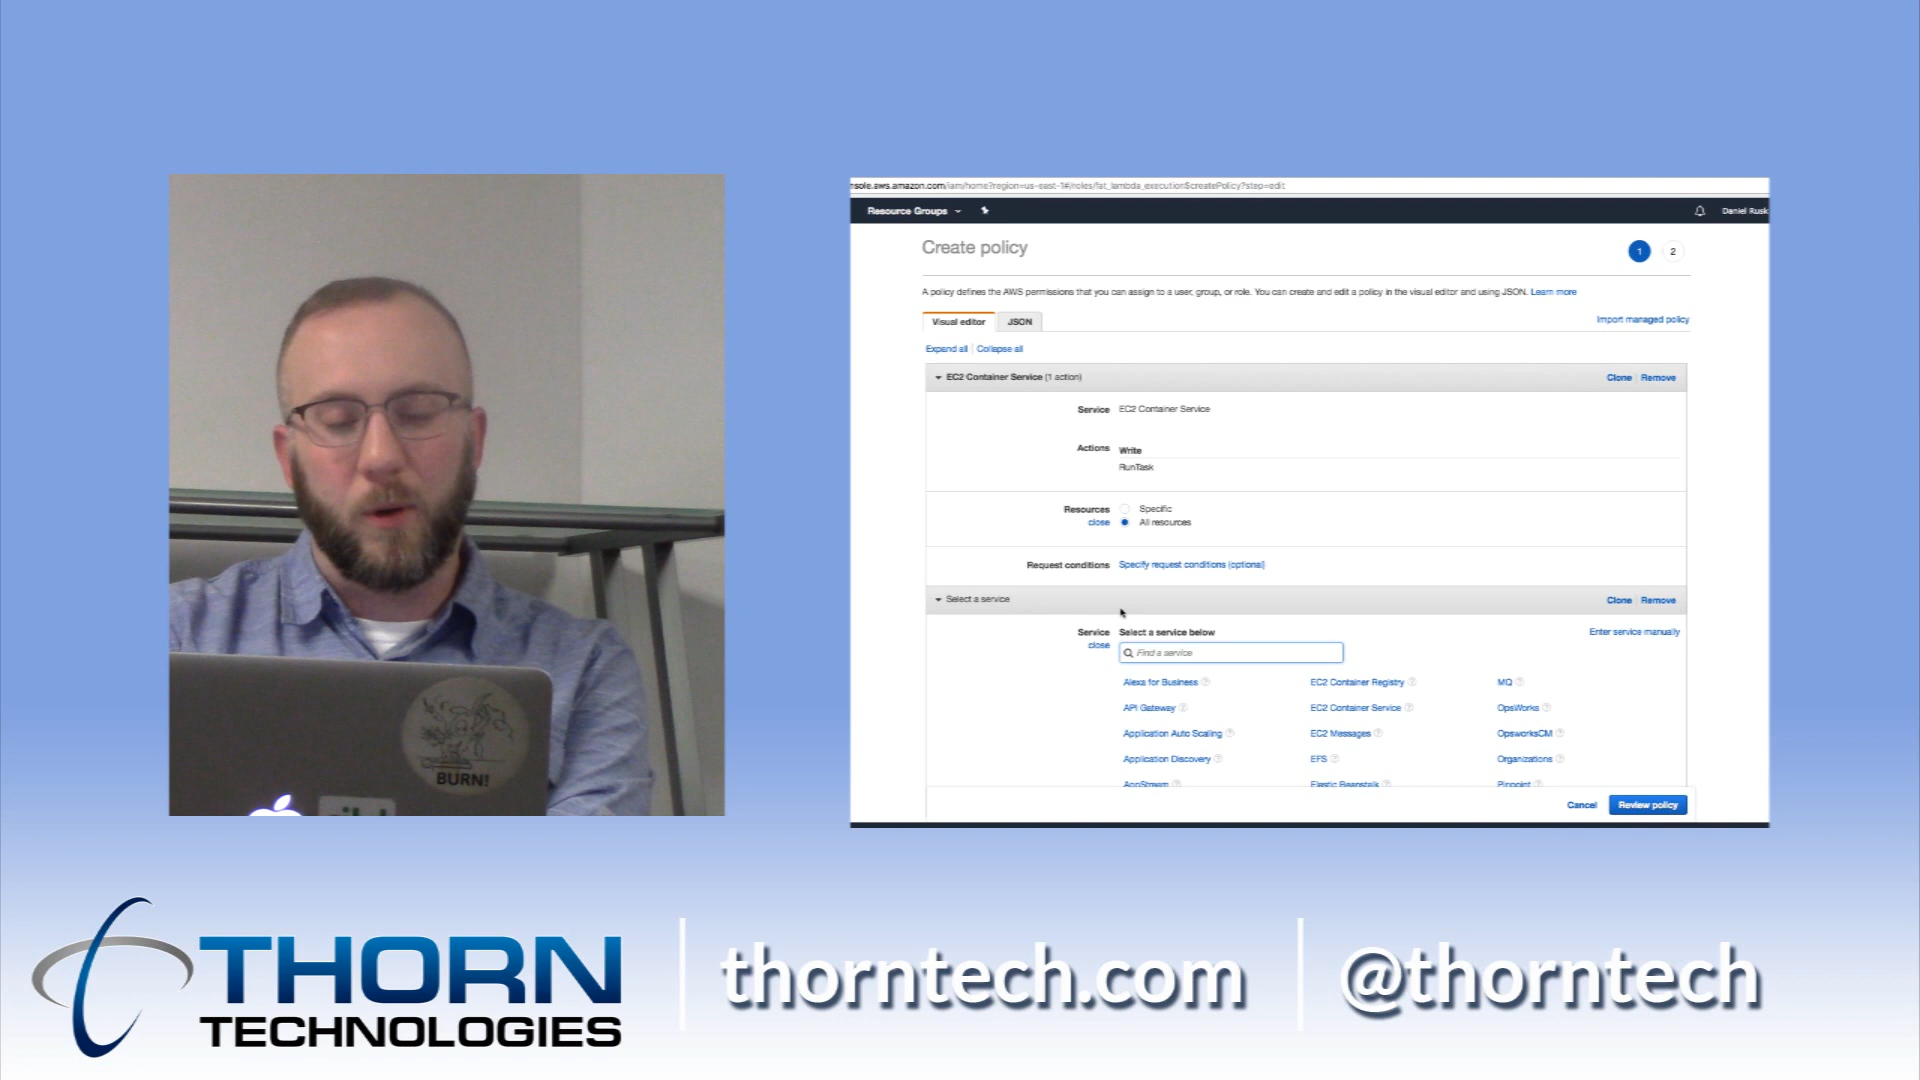 nsole.aws.amazon.com/iam/home?region=us-east-1#/roles/fat_lambda_execution$createPolicy?step=edit
Resource Groups
Daniel Rusk
Create policy
1 2
A policy defines the AWS permissions that you can assign to a user, group, or role. You can create and edit a policy in the visual editor and using JSON. Learn more
Visual editor JSON
Import managed policy
Expand all Collapse all
EC2 Container Service (1 action)
Clone Remove
Service EC2 Container Service
Actions Write
RunTask
Resources Specific
close All resources
Request conditions Specify request conditions (optional)
Select a service
Clone Remove
Service Select a service below
Enter service manually
close
Find a service
Alexa for Business EC2 Container Registry MQ
API Gateway EC2 Container Service OpsWorks
Application Auto Scaling EC2 Messages OpsworksCM
Application Discovery EFS Organizations
AppStream Elastic Beanstalk Pinpoint
Cancel Review policy
BURN!
THORN
TECHNOLOGIES
thorntech.com
@thorntech